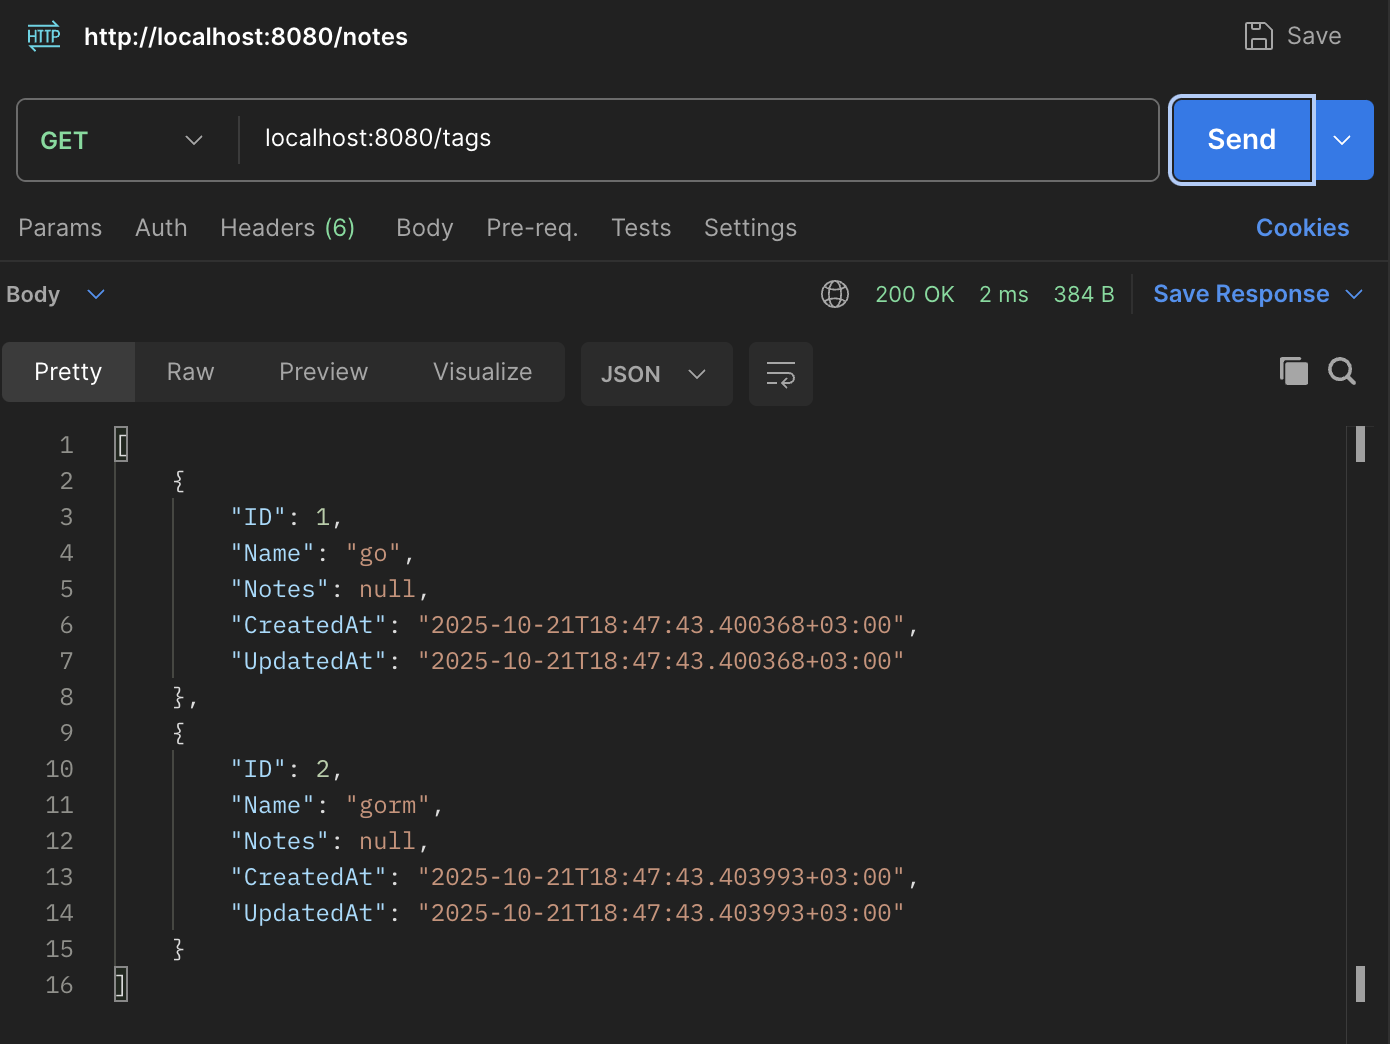 HTTP http://localhost:8080/notes Save
GET localhost:8080/tags Send
Params Auth Headers (6) Body Pre-req. Tests Settings Cookies
Body 200 OK 2 ms 384 B Save Response
Pretty Raw Preview Visualize JSON
1 [
2 {
3 "ID": 1,
4 "Name": "go",
5 "Notes": null,
6 "CreatedAt": "2025-10-21T18:47:43.400368+03:00",
7 "UpdatedAt": "2025-10-21T18:47:43.400368+03:00"
8 },
9 {
10 "ID": 2,
11 "Name": "gorm",
12 "Notes": null,
13 "CreatedAt": "2025-10-21T18:47:43.403993+03:00",
14 "UpdatedAt": "2025-10-21T18:47:43.403993+03:00"
15 }
16 ]